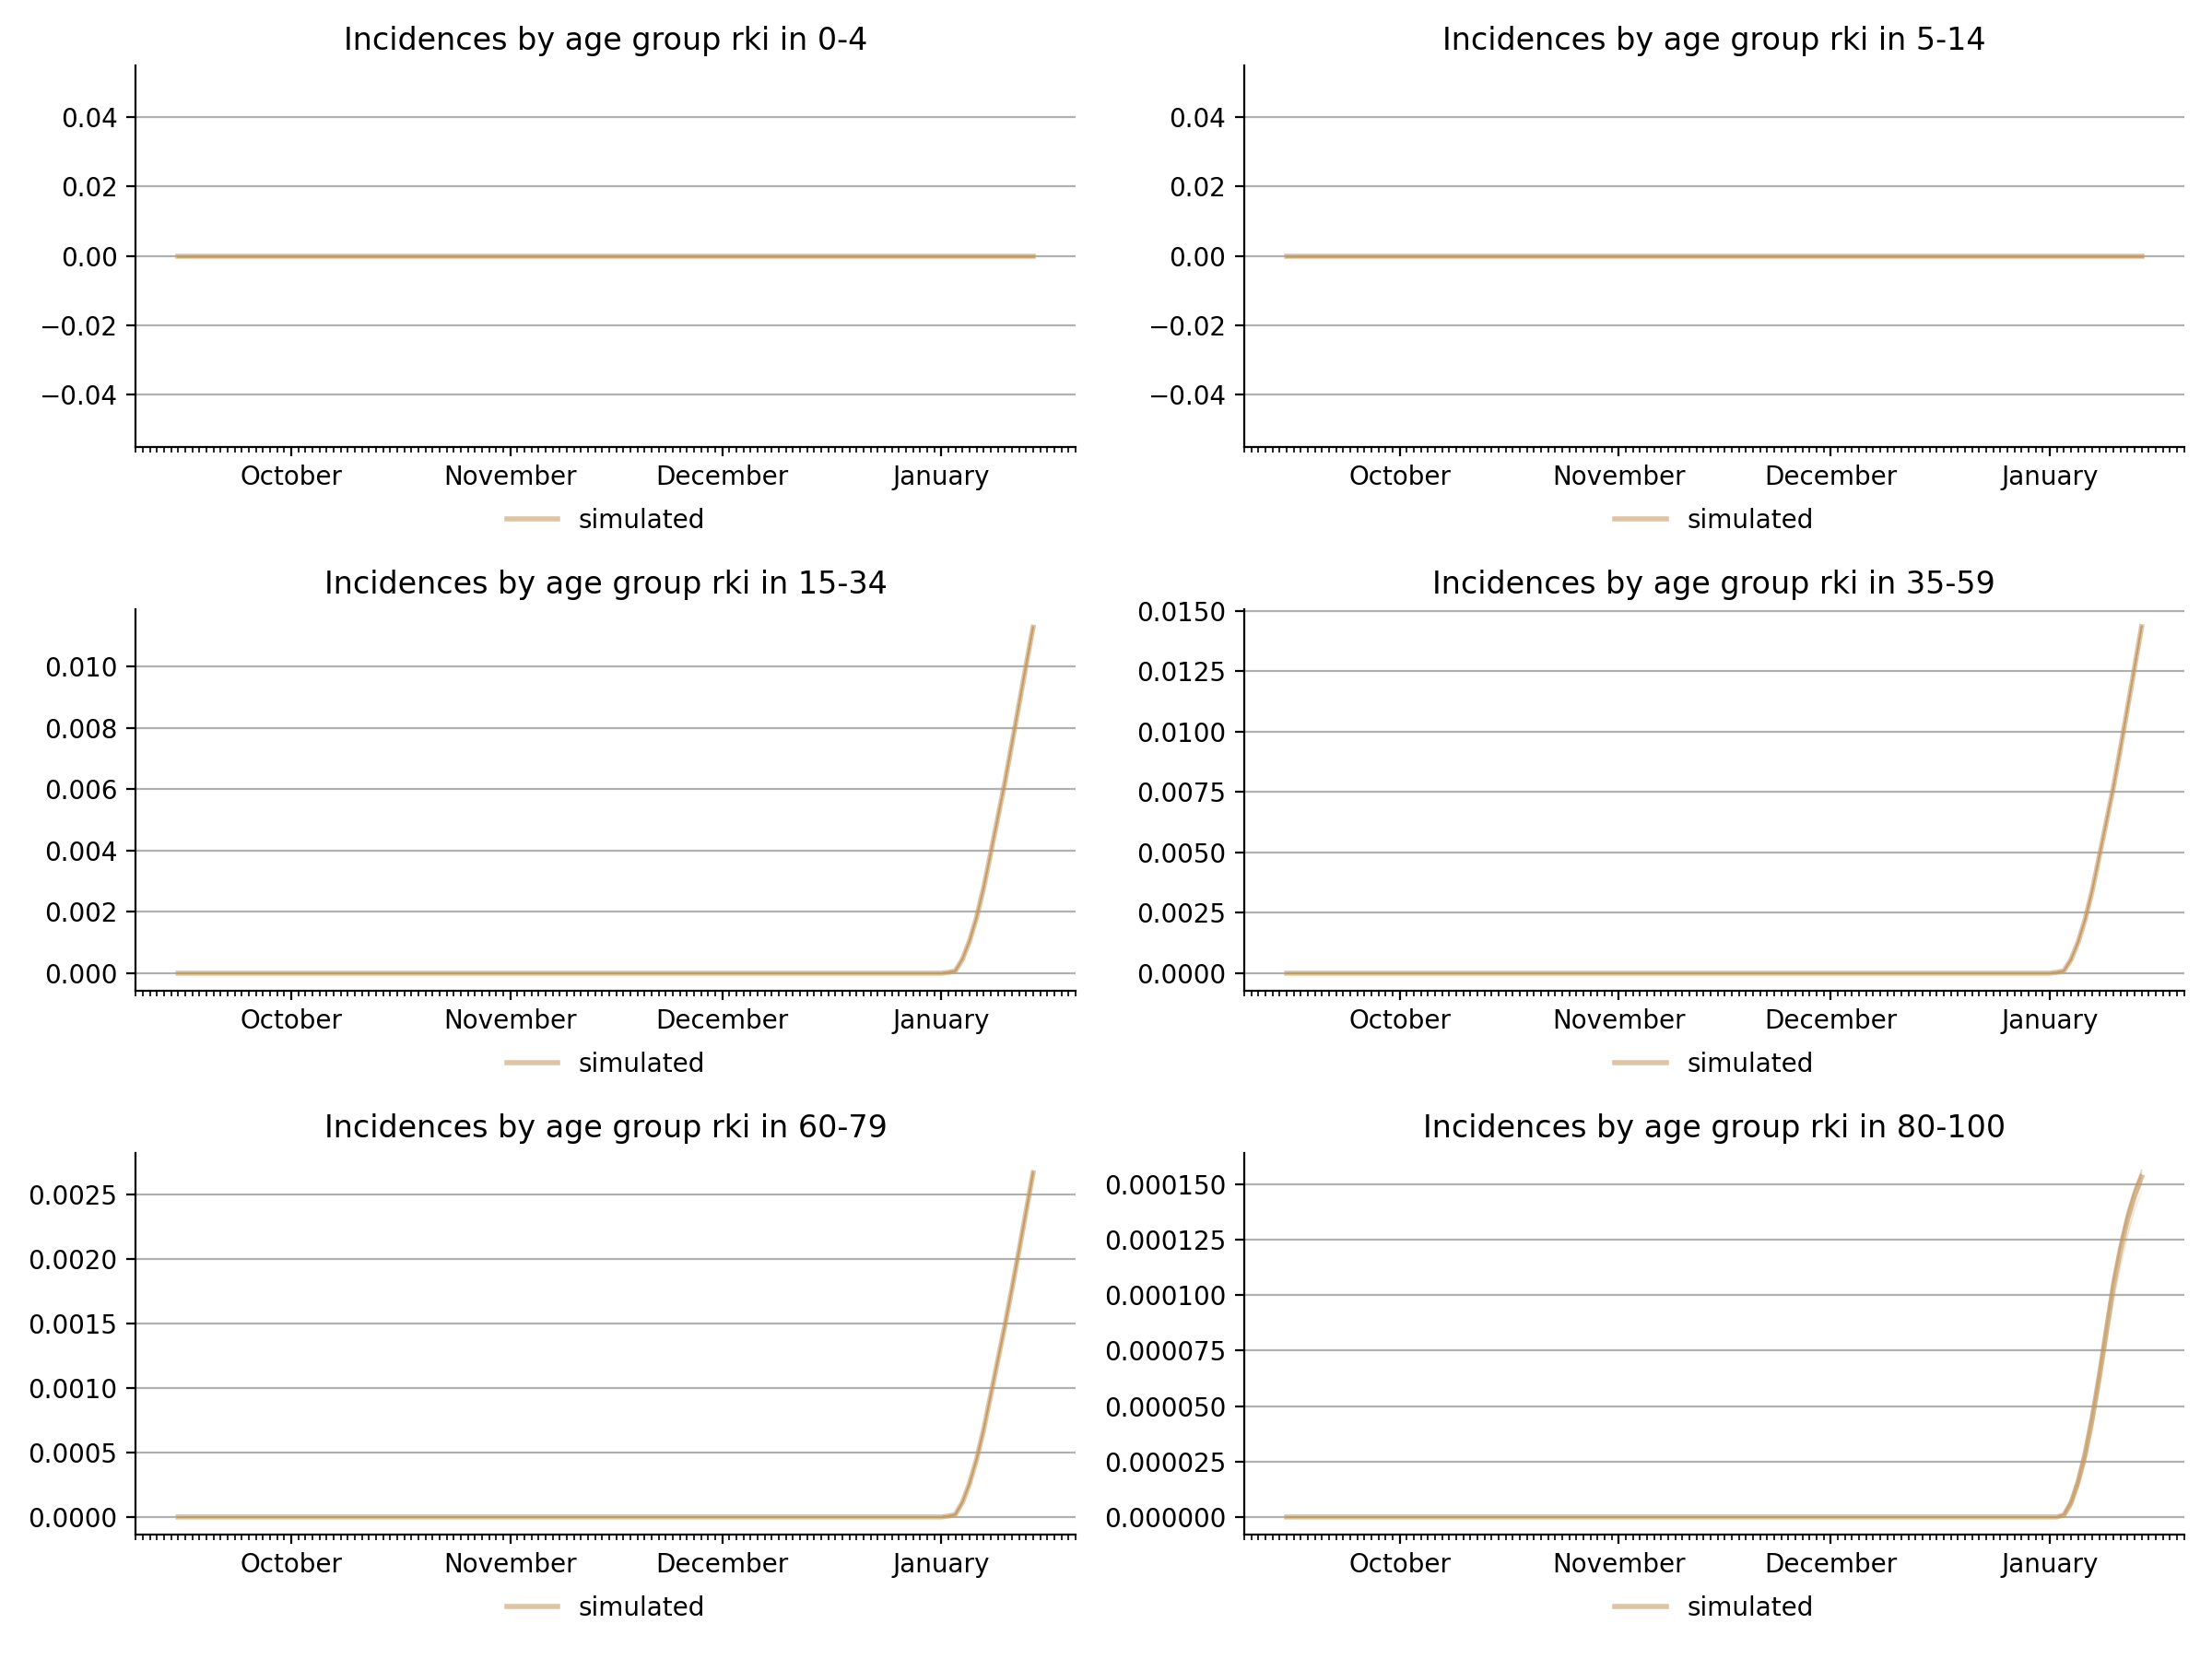 Incidences by age group rki in 0-4
0.04
0.02
0.00
−0.02
−0.04
October November December January
simulated
Incidences by age group rki in 5-14
0.04
0.02
0.00
−0.02
−0.04
October November December January
simulated
Incidences by age group rki in 15-34
0.010
0.008
0.006
0.004
0.002
0.000
October November December January
simulated
Incidences by age group rki in 35-59
0.0150
0.0125
0.0100
0.0075
0.0050
0.0025
0.0000
October November December January
simulated
Incidences by age group rki in 60-79
0.0025
0.0020
0.0015
0.0010
0.0005
0.0000
October November December January
simulated
Incidences by age group rki in 80-100
0.000150
0.000125
0.000100
0.000075
0.000050
0.000025
0.000000
October November December January
simulated